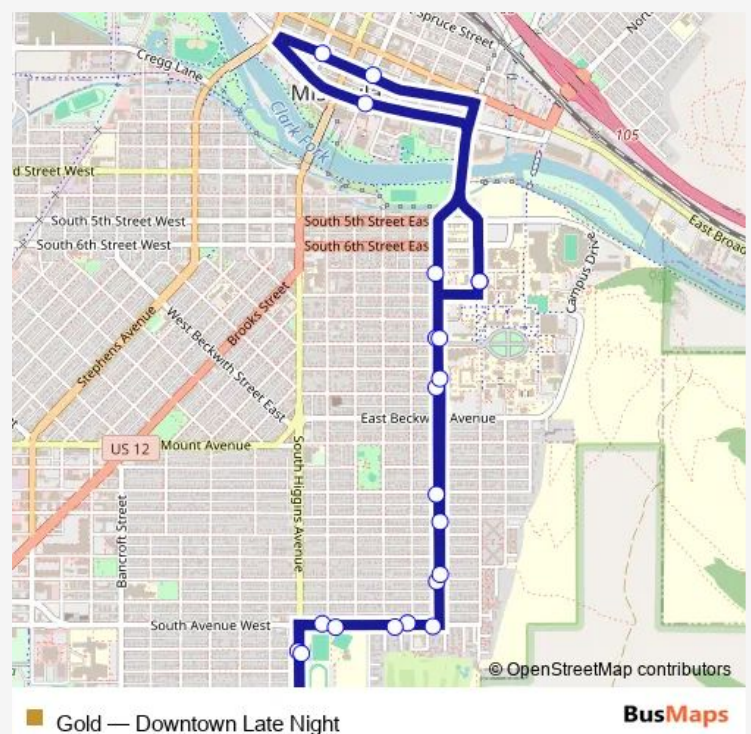 Spruce Street
Nort
Cregg Lane
Mis
Clark Fork
105
d Street West
East Broad
South 5th Street West
South 5th Street Eas
South 6th Street West
South 6th Street Eas
Campus Drive
Stephens Avenue
Brooks Street
West Beckwith Street East
East Beckw
Avenue
US 12
Mount Avenue
South Higgins Avenue
Bancroft Street
South Avenue West
© OpenStreetMap contributors
Gold — Downtown Late Night
BusMaps